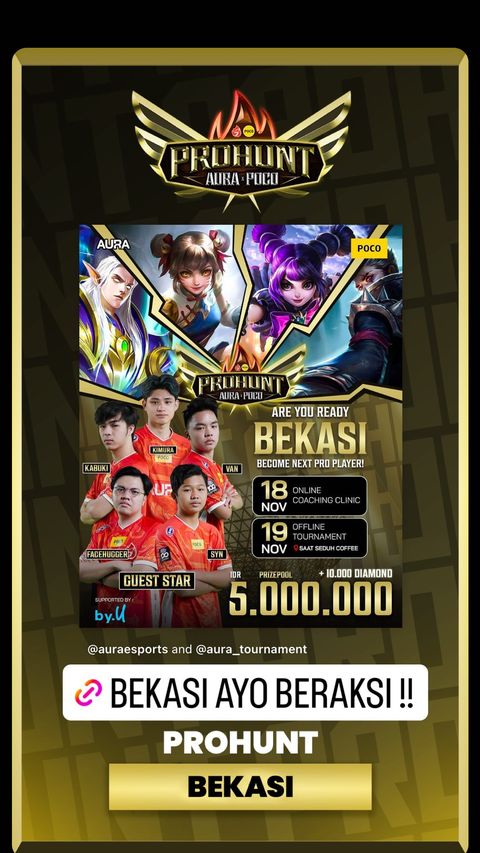 POCO
PROHUNT
AURA × POCO
AURA
POCO
PROHUNT
AURA × POCO
ARE YOU READY
BEKASI
BECOME NEXT PRO PLAYER!
KIMURA
KABUKI
VAN
FACEHUGGER
SYN
GUEST STAR
18 NOV ONLINE COACHING CLINIC
19 NOV OFFLINE TOURNAMENT SAAT SEDUH COFFEE
IDR PRIZEPOOL + 10.000 DIAMOND
5.000.000
SUPPORTED BY :
by.U
@auraesports and @aura_tournament
BEKASI AYO BERAKSI !!
PROHUNT
BEKASI